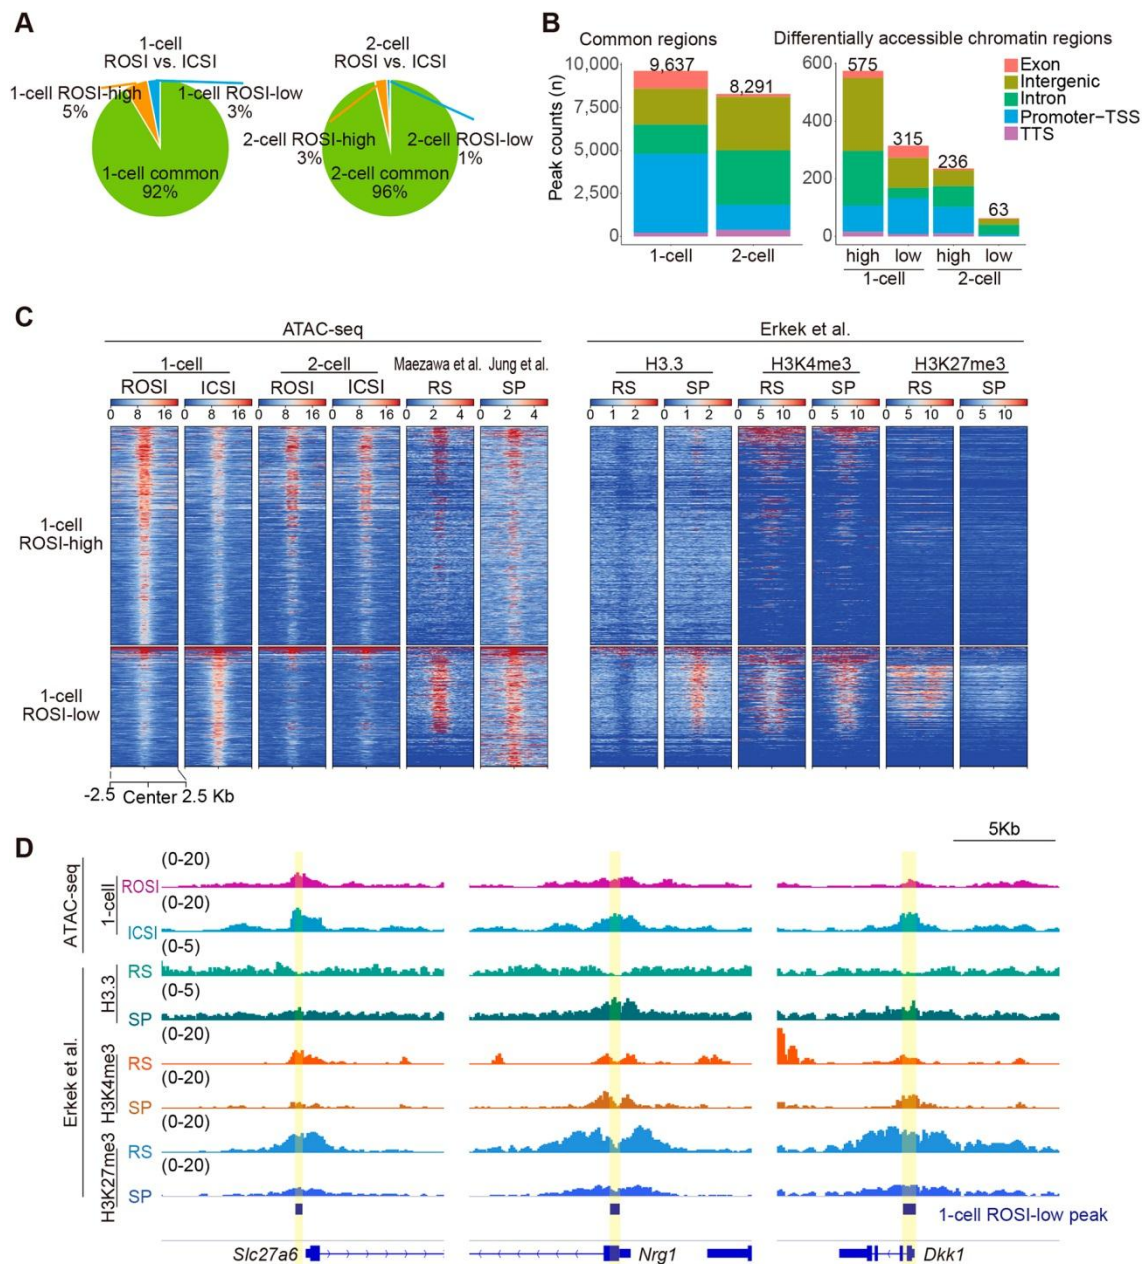 A
1-cell
ROSI vs. ICSI
1-cell ROSI-high
5%
1-cell ROSI-low
3%
1-cell common
92%
2-cell
ROSI vs. ICSI
2-cell ROSI-high
3%
2-cell ROSI-low
1%
2-cell common
96%
B
Common regions
Peak counts (n)
10,000
7,500
5,000
2,500
0
9,637
8,291
1-cell
2-cell
Differentially accessible chromatin regions
600
400
200
0
575
315
236
63
high
low
high
low
1-cell
2-cell
Exon
Intergenic
Intron
Promoter-TSS
TTS
C
ATAC-seq
Erkek et al.
1-cell
2-cell
Maezawa et al.
Jung et al.
H3.3
H3K4me3
H3K27me3
ROSI
ICSI
ROSI
ICSI
RS
SP
RS
SP
RS
SP
RS
SP
0 8 16
0 8 16
0 8 16
0 8 16
0 2 4
0 2 4
0 1 2
0 1 2
0 5 10
0 5 10
0 5 10
0 5 10
1-cell
ROSI-high
1-cell
ROSI-low
-2.5 Center 2.5 Kb
D
5Kb
ATAC-seq
1-cell
(0-20)
ROSI
(0-20)
ICSI
Erkek et al.
H3.3
(0-5)
RS
(0-5)
SP
H3K4me3
(0-20)
RS
(0-20)
SP
H3K27me3
(0-20)
RS
(0-20)
SP
1-cell ROSI-low peak
Slc27a6
Nrg1
Dkk1